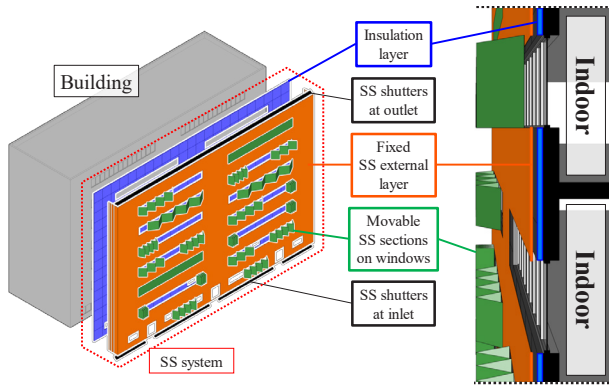 Building
Insulation
layer
SS shutters
at outlet
Fixed
SS external
layer
Movable
SS sections
on windows
SS shutters
at inlet
SS system
Indoor
Indoor